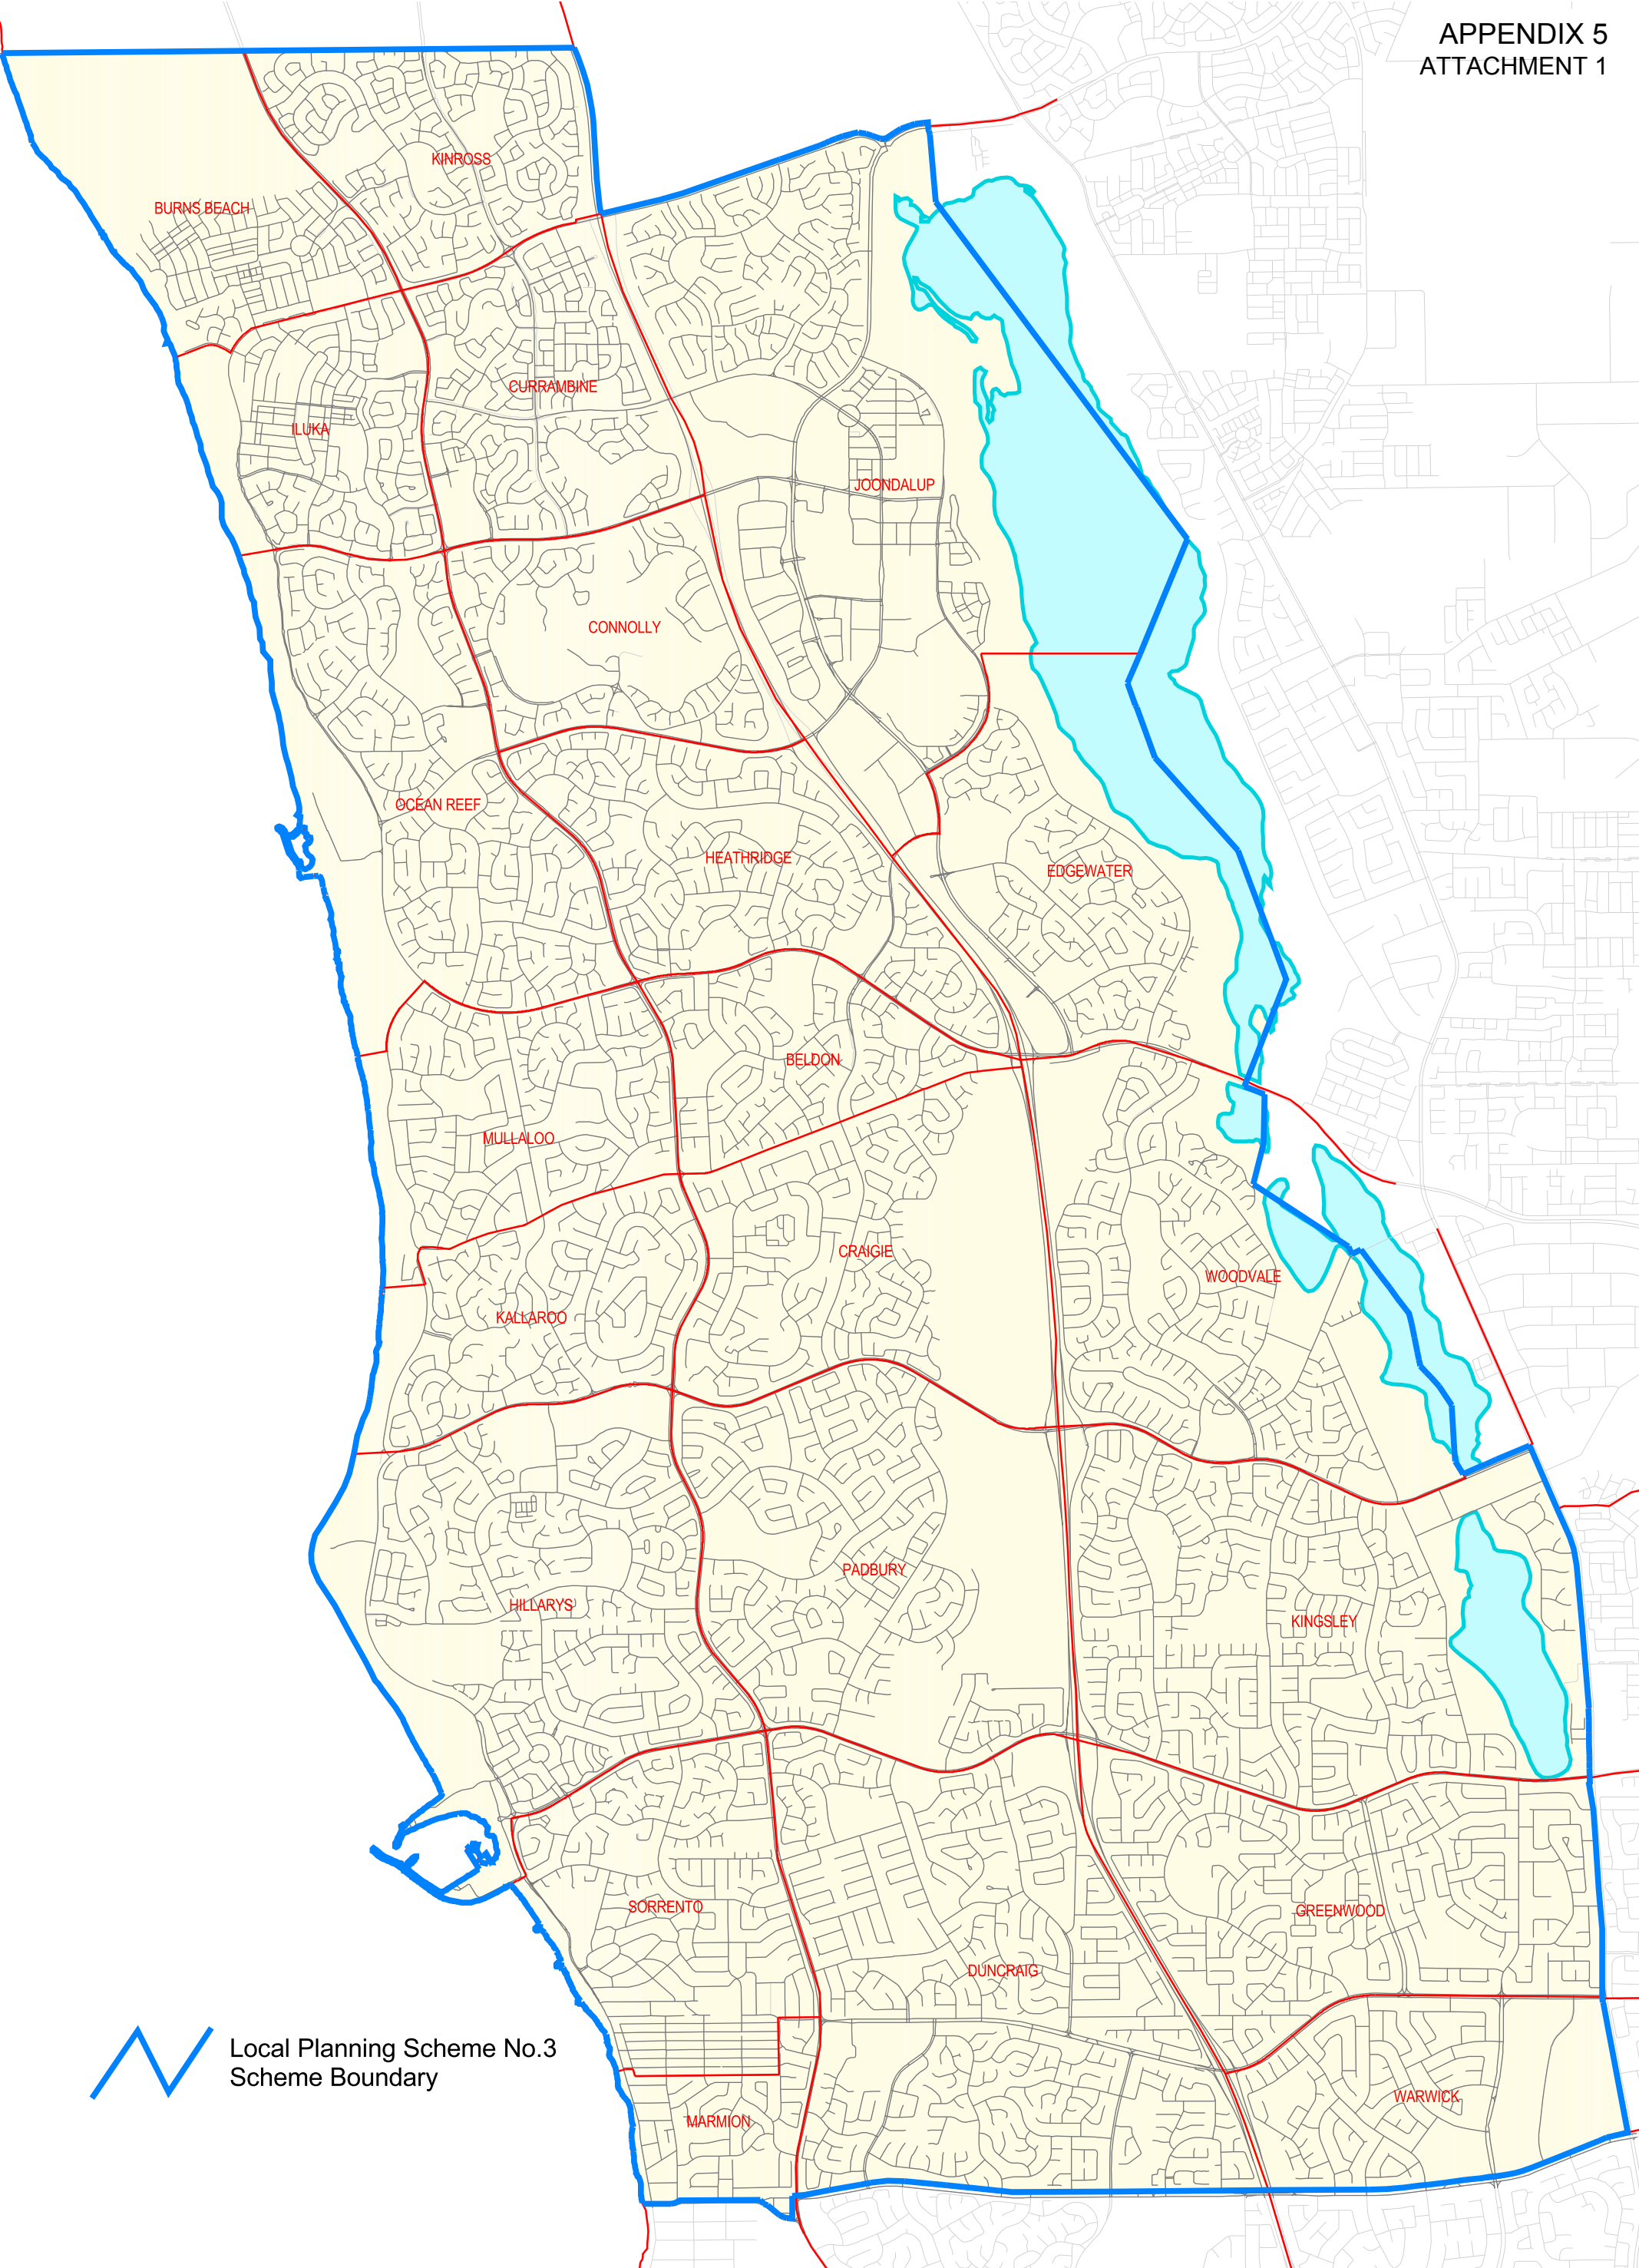 APPENDIX 5
ATTACHMENT 1
KINROSS
BURNS BEACH
CURRAMBINE
ILUKA
JOONDALUP
CONNOLLY
OCEAN REEF
HEATHRIDGE
EDGEWATER
BELDON
MULLALOO
CRAIGIE
WOODVALE
KALLAROO
PADBURY
HILLARYS
KINGSLEY
SORRENTO
GREENWOOD
DUNCRAIG
Local Planning Scheme No.3
Scheme Boundary
WARWICK
MARMION